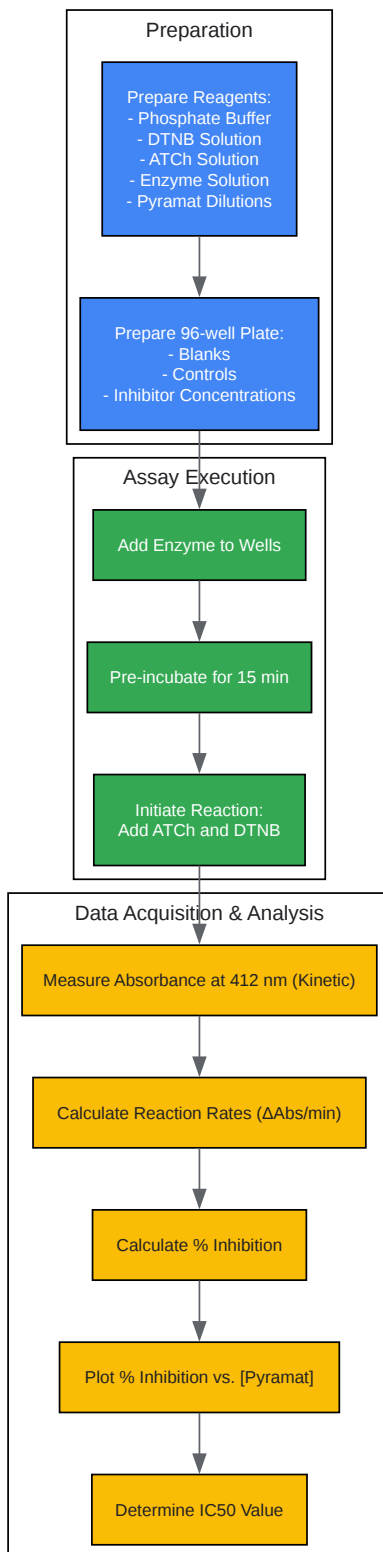 Preparation
Prepare Reagents:
- Phosphate Buffer
- DTNB Solution
- ATCh Solution
- Enzyme Solution
- Pyramat Dilutions
Prepare 96-well Plate:
- Blanks
- Controls
- Inhibitor Concentrations
Assay Execution
Add Enzyme to Wells
Pre-incubate for 15 min
Initiate Reaction:
Add ATCh and DTNB
Data Acquisition & Analysis
Measure Absorbance at 412 nm (Kinetic)
Calculate Reaction Rates (ΔAbs/min)
Calculate % Inhibition
Plot % Inhibition vs. [Pyramat]
Determine IC50 Value